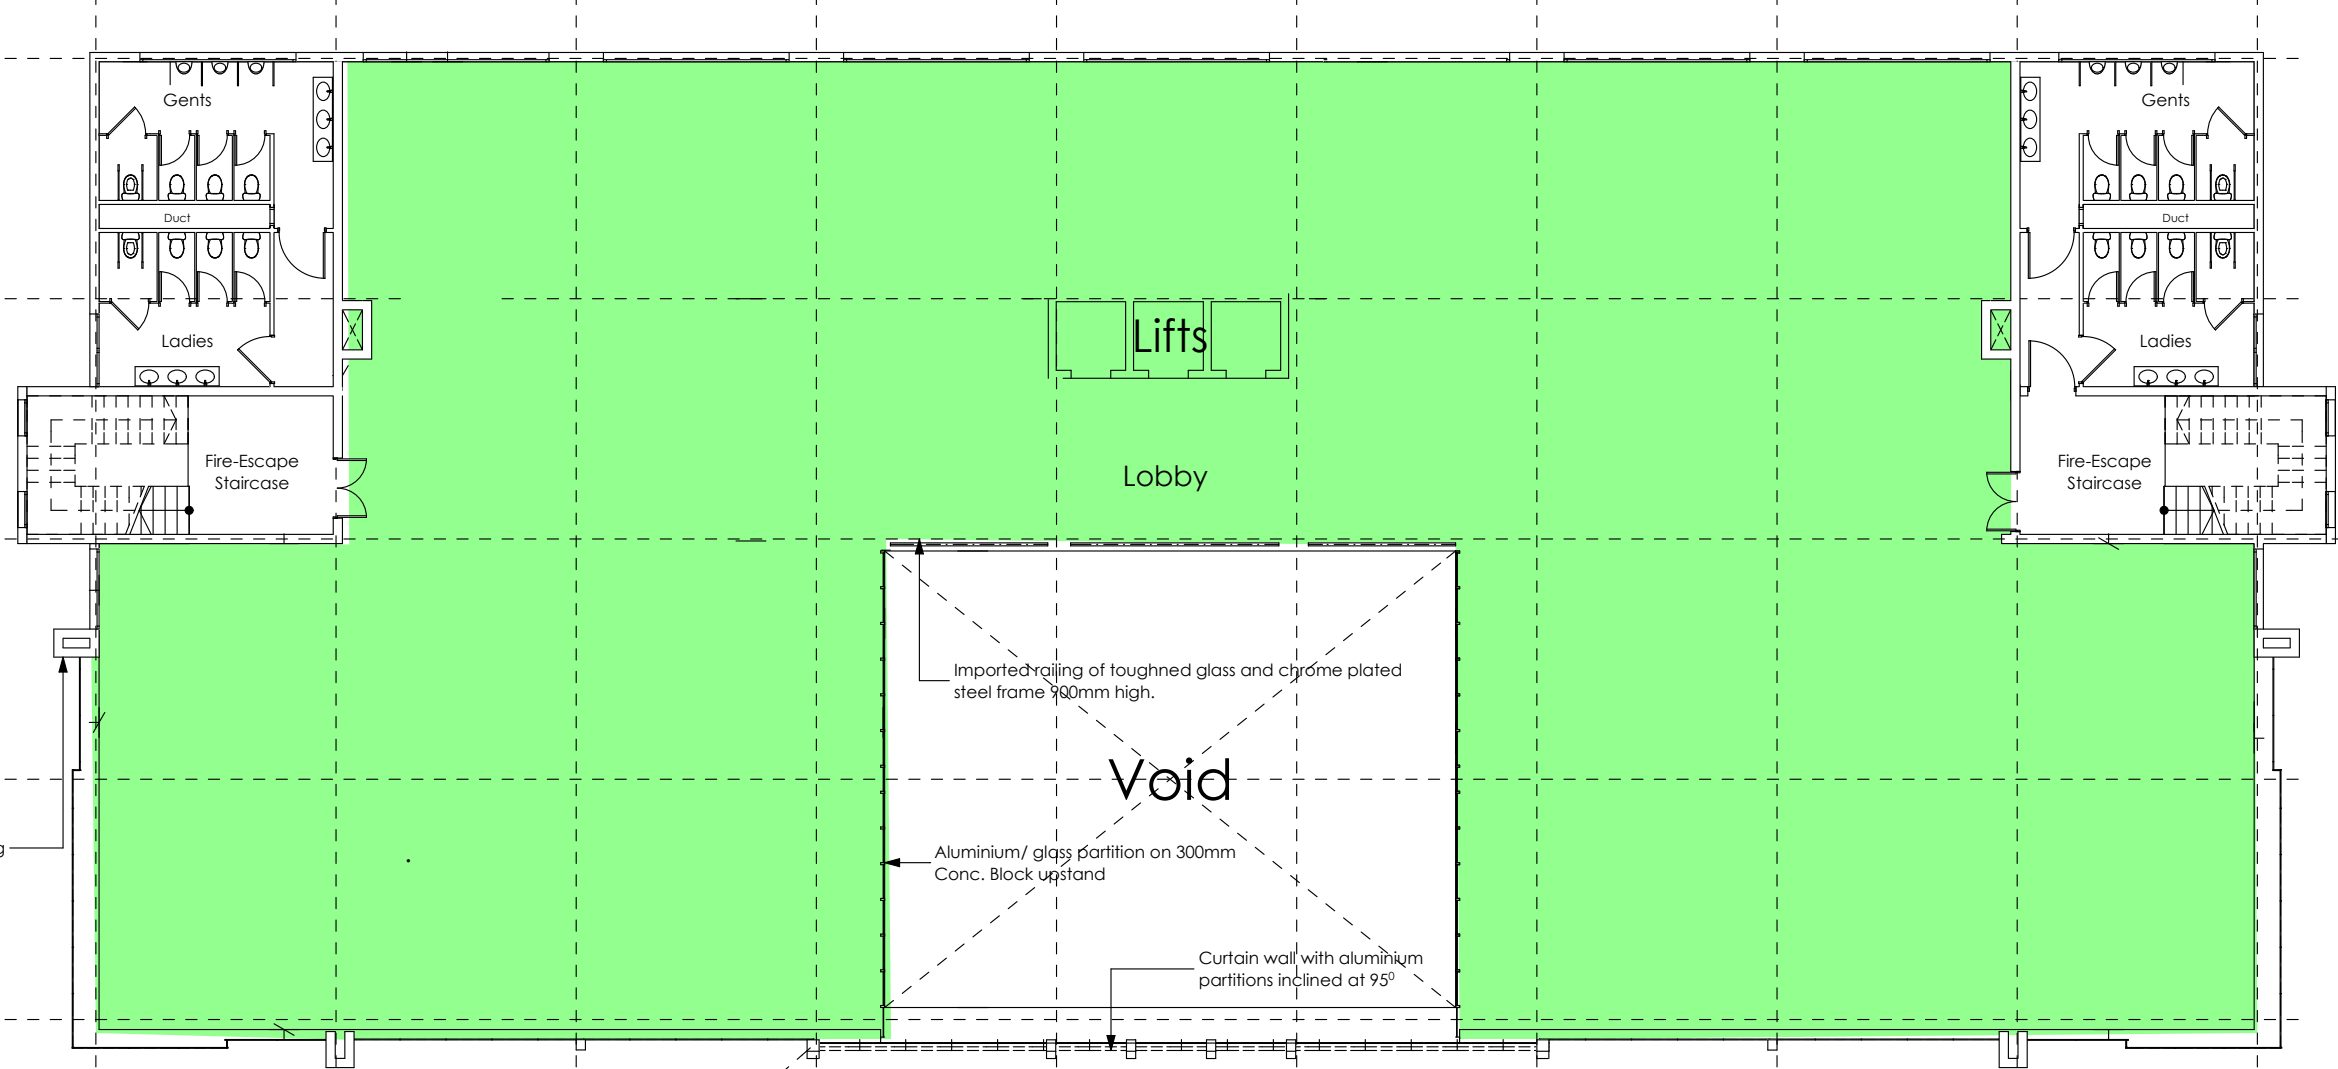 Gents
Gents
Duct
Duct
Lifts
Ladies
Ladies
Fire-Escape
Staircase
Lobby
Fire-Escape
Staircase
Imported railing of toughned glass and chrome plated
steel frame 900mm high.
Void
g
Aluminium/ glass partition on 300mm
Conc. Block upstand
Curtain wall with aluminium
partitions inclined at 95⁰